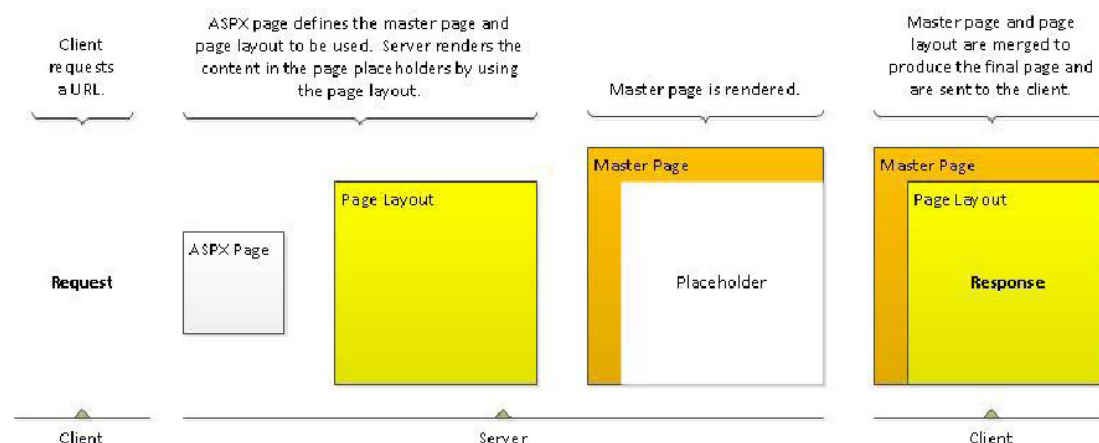 Client
requests
a URL.
ASPX page defines the master page and
page layout to be used. Server renders the
content in the page placeholders by using
the page layout.
Master page is rendered.
Master page and page
layout are merged to
produce the final page and
are sent to the client.
Request
ASPX Page
Page Layout
Master Page
Placeholder
Master Page
Page Layout
Response
Client
Server
Client